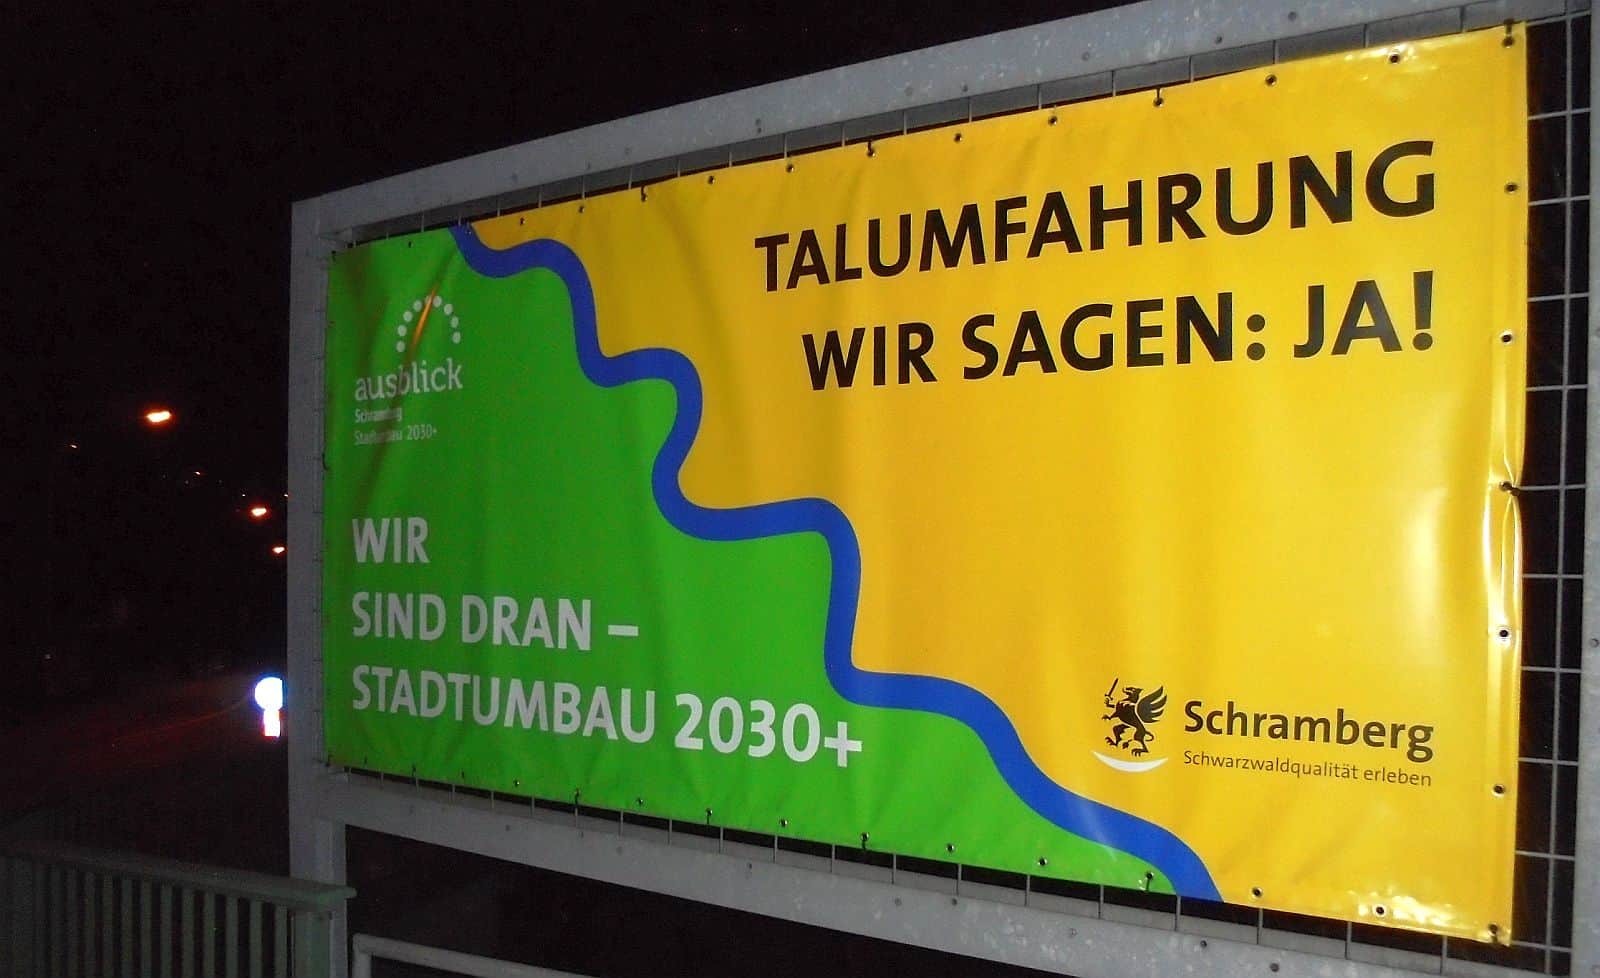 TALUMFAHRUNG
WIR SAGEN: JA!
ausblick
Schramberg
Stadtumbau 2030+
WIR
SIND DRAN –
STADTUMBAU 2030+
Schramberg
Schwarzwaldqualität erleben